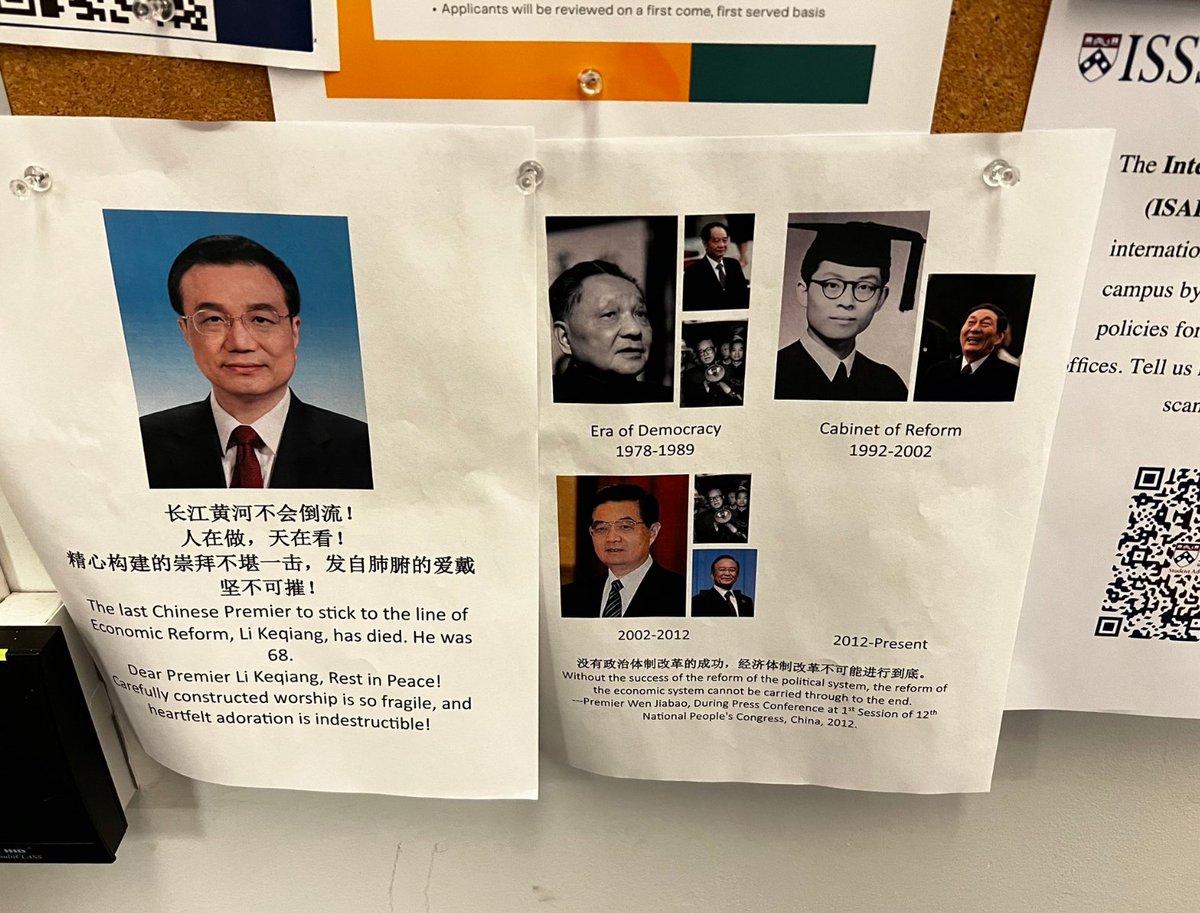 • Applicants will be reviewed on a first come, first served basis
长江黄河不会倒流！
人在做，天在看！
精心构建的崇拜不堪一击，发自肺腑的爱戴
坚不可摧！
The last Chinese Premier to stick to the line of
Economic Reform, Li Keqiang, has died. He was
68.
Dear Premier Li Keqiang, Rest in Peace!
Carefully constructed worship is so fragile, and
heartfelt adoration is indestructible!
Era of Democracy
1978-1989
Cabinet of Reform
1992-2002
2002-2012
2012-Present
没有政治体制改革的成功，经济体制改革不可能进行到底。
Without the success of the reform of the political system, the reform of
the economic system cannot be carried through to the end.
---Premier Wen Jiabao, During Press Conference at 1st Session of 12th
National People's Congress, China, 2012.
The
campus by
policies for
Tell us